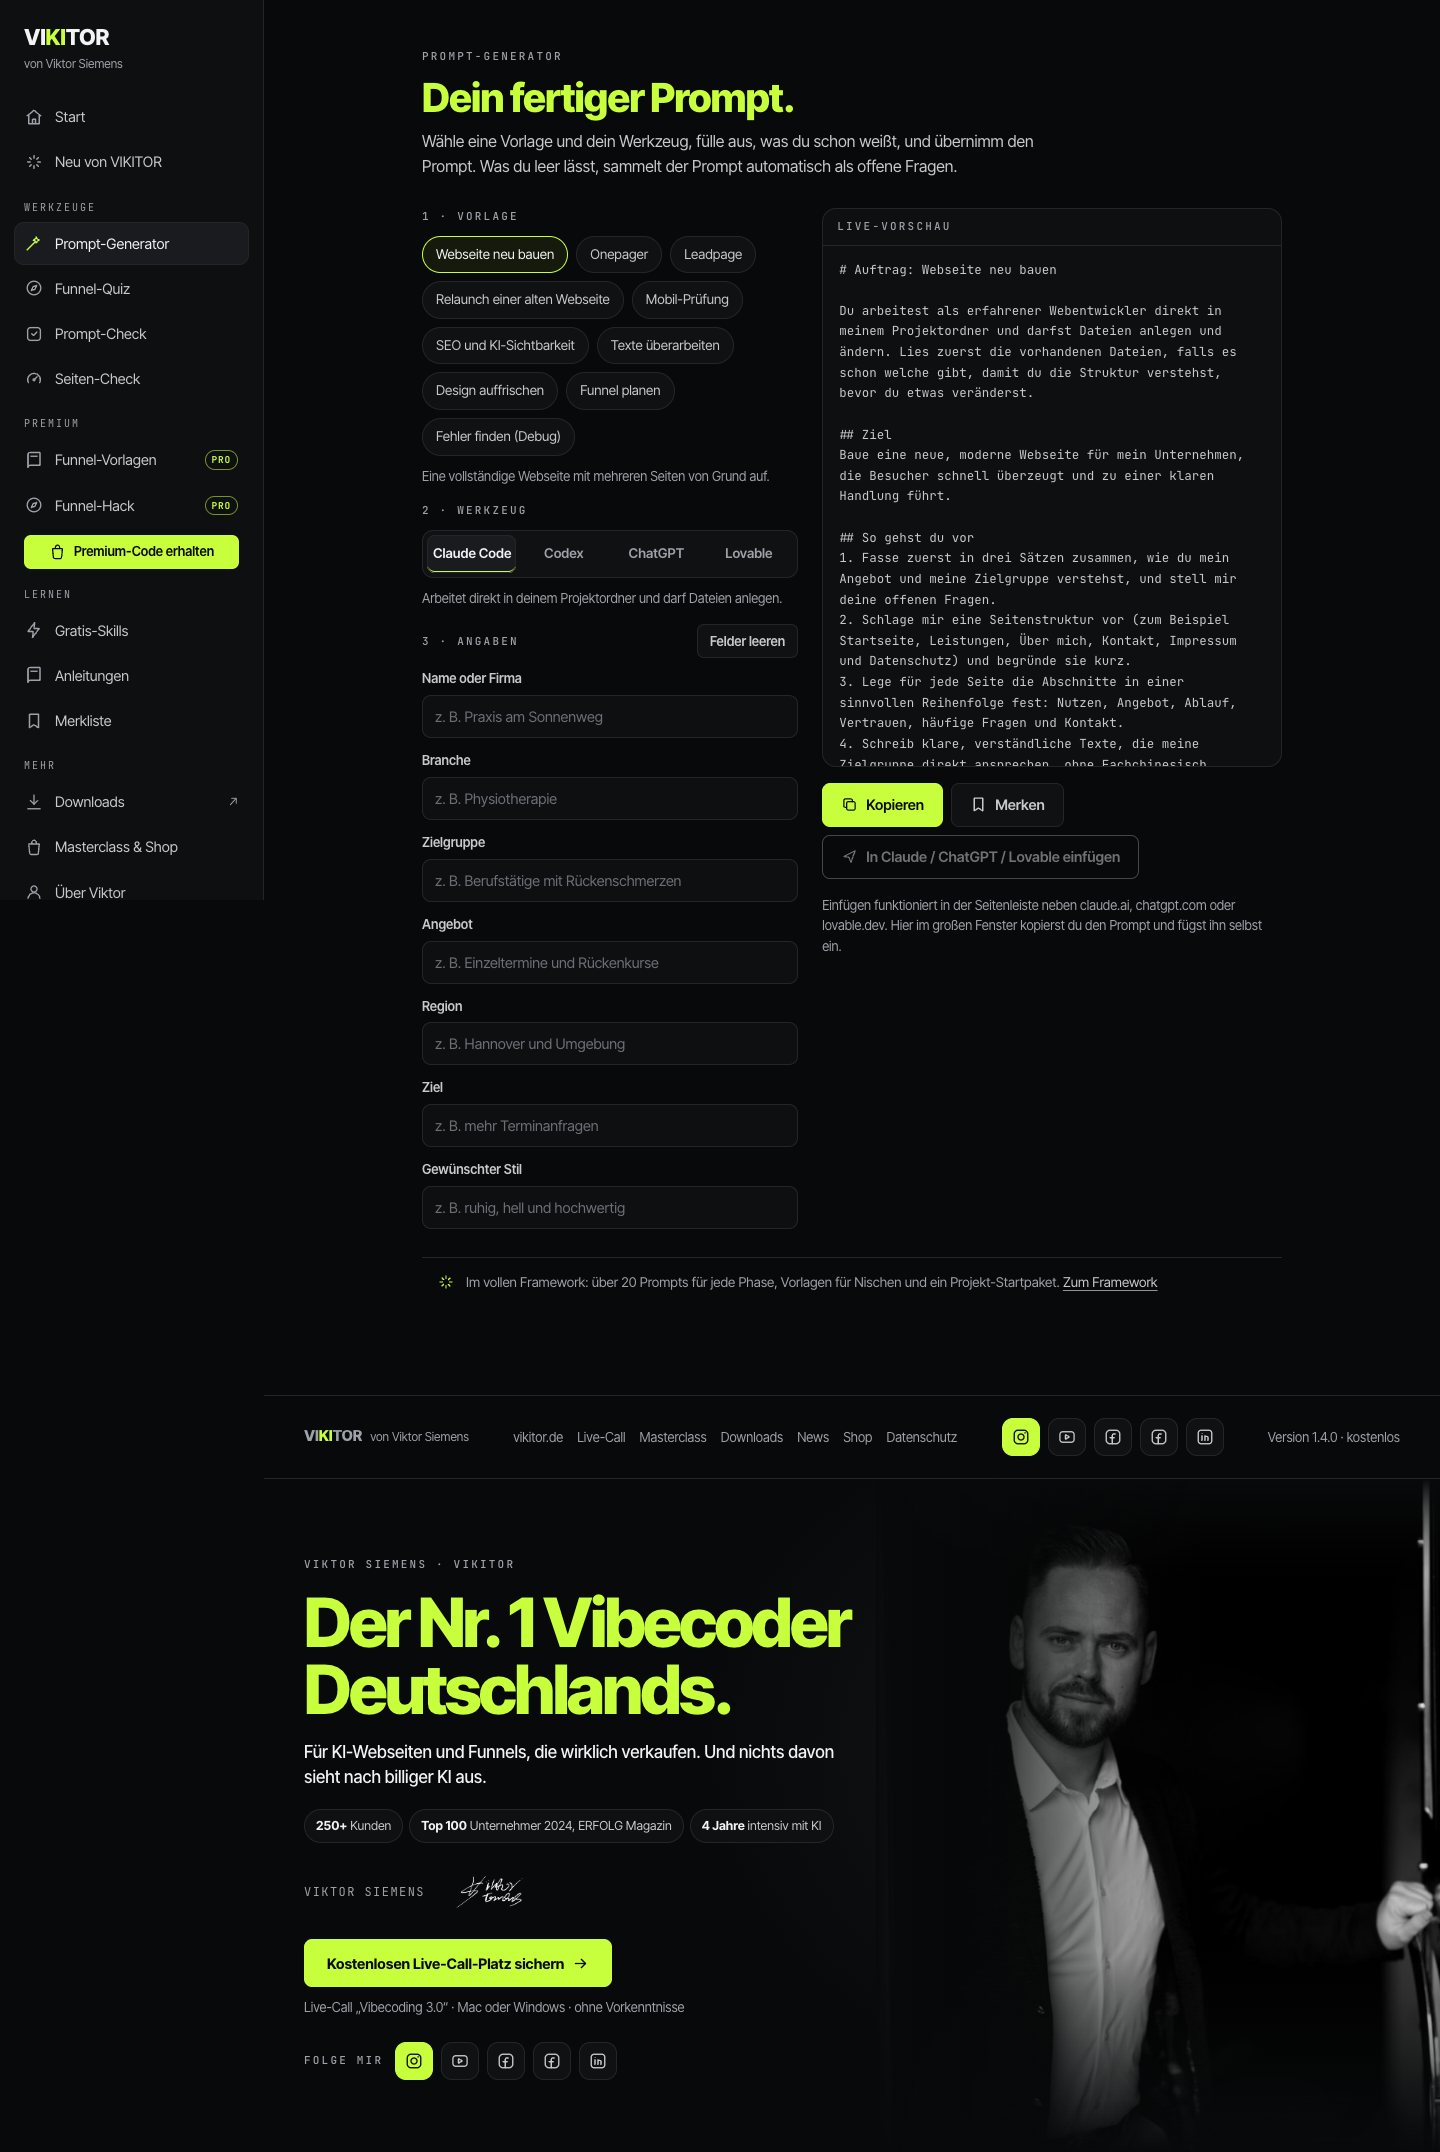 VIKITOR
von Viktor Siemens
Start
Neu von VIKITOR
WERKZEUGE
Prompt-Generator
Funnel-Quiz
Prompt-Check
Seiten-Check
PREMIUM
Funnel-Vorlagen PRO
Funnel-Hack PRO
Premium-Code erhalten
LERNEN
Gratis-Skills
Anleitungen
Merkliste
MEHR
Downloads
Masterclass & Shop
Über Viktor
PROMPT-GENERATOR
Dein fertiger Prompt.
Wähle eine Vorlage und dein Werkzeug, fülle aus, was du schon weißt, und übernimm den
Prompt. Was du leer lässt, sammelt der Prompt automatisch als offene Fragen.
1 · VORLAGE
Webseite neu bauen Onepager Leadpage
Relaunch einer alten Webseite Mobil-Prüfung
SEO und KI-Sichtbarkeit Texte überarbeiten
Design auffrischen Funnel planen
Fehler finden (Debug)
Eine vollständige Webseite mit mehreren Seiten von Grund auf.
2 · WERKZEUG
Claude Code Codex ChatGPT Lovable
Arbeitet direkt in deinem Projektordner und darf Dateien anlegen.
3 · ANGABEN Felder leeren
Name oder Firma
z. B. Praxis am Sonnenweg
Branche
z. B. Physiotherapie
Zielgruppe
z. B. Berufstätige mit Rückenschmerzen
Angebot
z. B. Einzeltermine und Rückenkurse
Region
z. B. Hannover und Umgebung
Ziel
z. B. mehr Terminanfragen
Gewünschter Stil
z. B. ruhig, hell und hochwertig
LIVE-VORSCHAU
# Auftrag: Webseite neu bauen
Du arbeitest als erfahrener Webentwickler direkt in
meinem Projektordner und darfst Dateien anlegen und
ändern. Lies zuerst die vorhandenen Dateien, falls es
schon welche gibt, damit du die Struktur verstehst,
bevor du etwas veränderst.
## Ziel
Baue eine neue, moderne Webseite für mein Unternehmen,
die Besucher schnell überzeugt und zu einer klaren
Handlung führt.
## So gehst du vor
1. Fasse zuerst in drei Sätzen zusammen, wie du mein
Angebot und meine Zielgruppe verstehst, und stell mir
deine offenen Fragen.
2. Schlage mir eine Seitenstruktur vor (zum Beispiel
Startseite, Leistungen, Über mich, Kontakt, Impressum
und Datenschutz) und begründe sie kurz.
3. Lege für jede Seite die Abschnitte in einer
sinnvollen Reihenfolge fest: Nutzen, Angebot, Ablauf,
Vertrauen, häufige Fragen und Kontakt.
4. Schreib klare, verständliche Texte, die meine
Zielgruppe direkt ansprechen, ohne Fachchinesisch
Kopieren Merken
In Claude / ChatGPT / Lovable einfügen
Einfügen funktioniert in der Seitenleiste neben claude.ai, chatgpt.com oder
lovable.dev. Hier im großen Fenster kopierst du den Prompt und fügst ihn selbst
ein.
Im vollen Framework: über 20 Prompts für jede Phase, Vorlagen für Nischen und ein Projekt-Startpaket. Zum Framework
VIKITOR von Viktor Siemens vikitor.de Live-Call Masterclass Downloads News Shop Datenschutz Version 1.4.0 · kostenlos
VIKTOR SIEMENS · VIKITOR
Der Nr. 1 Vibecoder
Deutschlands.
Für KI-Webseiten und Funnels, die wirklich verkaufen. Und nichts davon
sieht nach billiger KI aus.
250+ Kunden Top 100 Unternehmer 2024, ERFOLG Magazin 4 Jahre intensiv mit KI
VIKTOR SIEMENS
Kostenlosen Live-Call-Platz sichern →
Live-Call „Vibecoding 3.0“ · Mac oder Windows · ohne Vorkenntnisse
FOLGE MIR